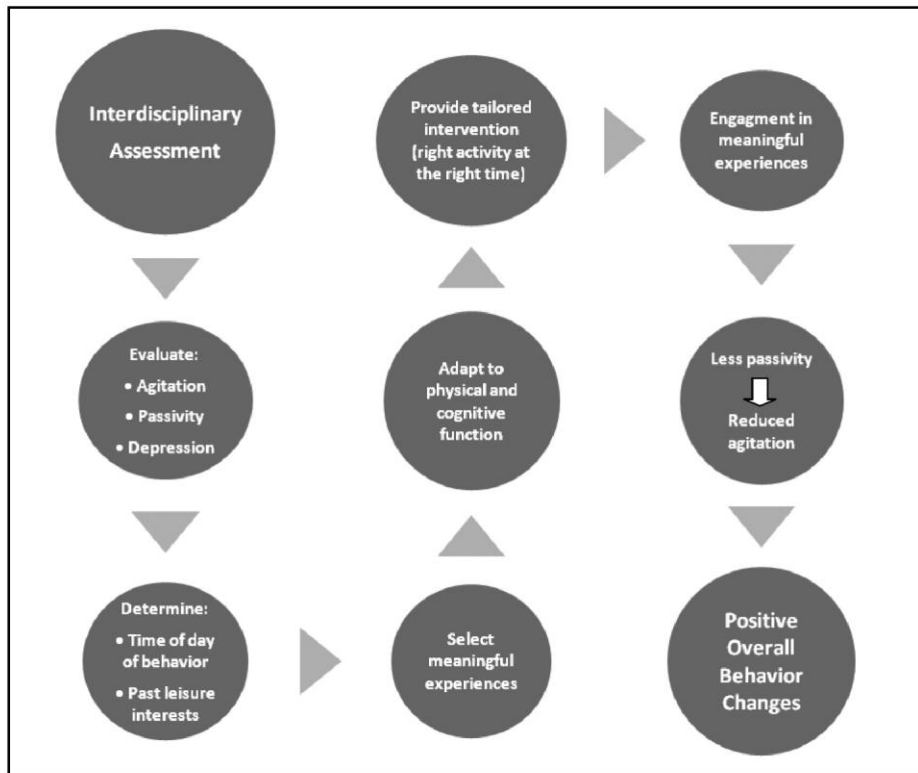 Interdisciplinary
Assessment
Evaluate:
• Agitation
• Passivity
• Depression
Determine:
• Time of day
of behavior
• Past leisure
interests
Select
meaningful
experiences
Adapt to
physical and
cognitive
function
Provide tailored
intervention
(right activity at
the right time)
Engagment in
meaningful
experiences
Less passivity
Reduced
agitation
Positive
Overall
Behavior
Changes